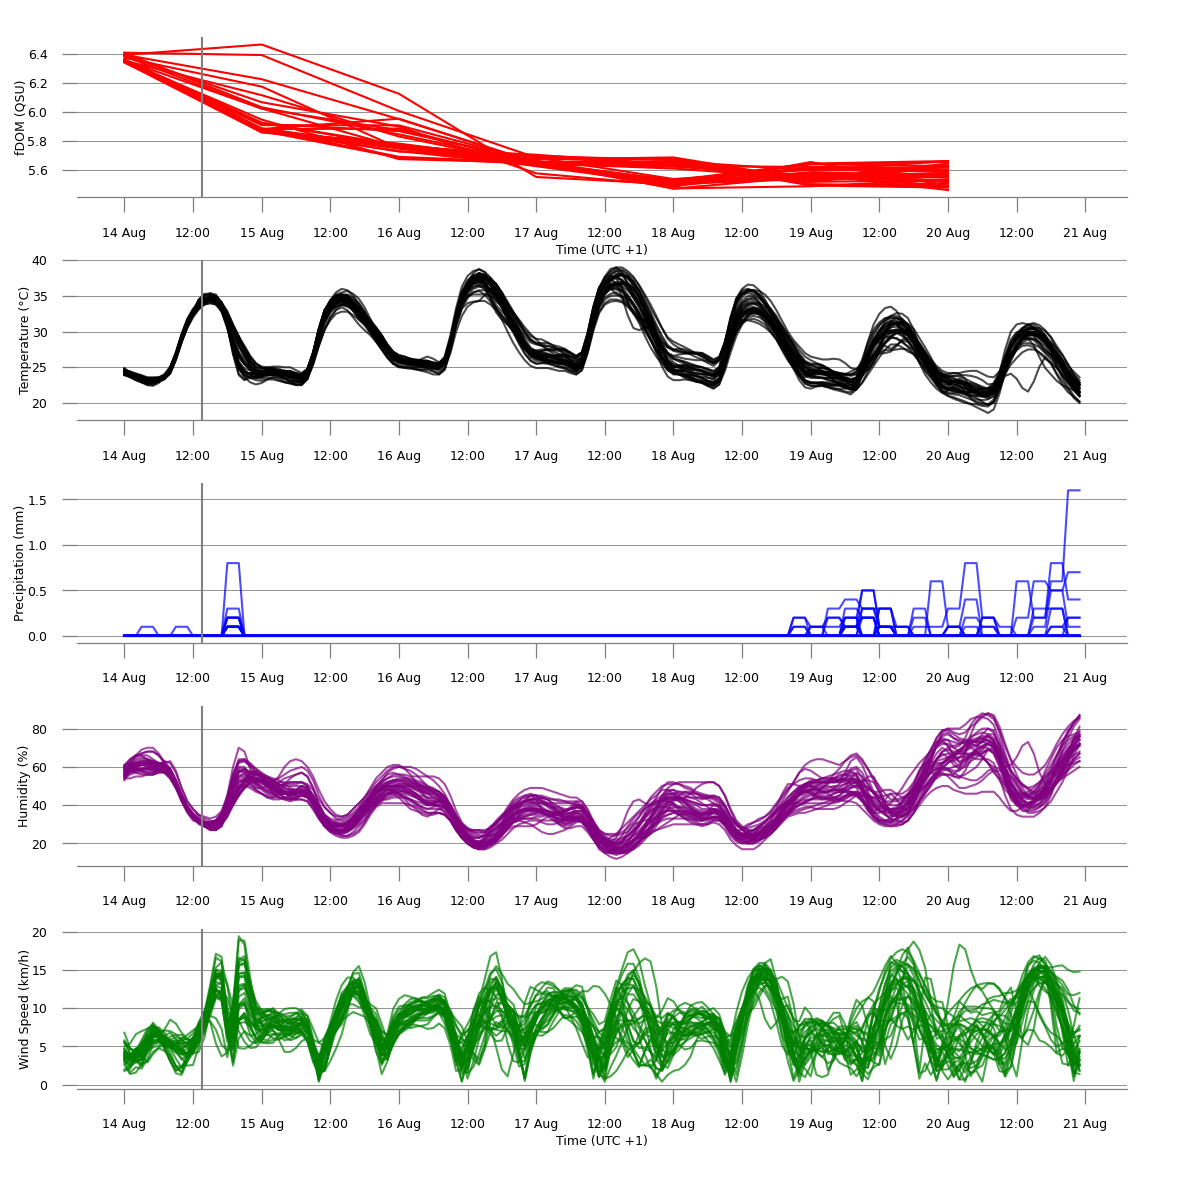 fDOM (QSU)
6.4
6.2
6.0
5.8
5.6
14 Aug 12:00 15 Aug 12:00 16 Aug 12:00 17 Aug 12:00 18 Aug 12:00 19 Aug 12:00 20 Aug 12:00 21 Aug
Time (UTC +1)
Temperature (°C)
40
35
30
25
20
14 Aug 12:00 15 Aug 12:00 16 Aug 12:00 17 Aug 12:00 18 Aug 12:00 19 Aug 12:00 20 Aug 12:00 21 Aug
Precipitation (mm)
1.5
1.0
0.5
0.0
14 Aug 12:00 15 Aug 12:00 16 Aug 12:00 17 Aug 12:00 18 Aug 12:00 19 Aug 12:00 20 Aug 12:00 21 Aug
Humidity (%)
80
60
40
20
14 Aug 12:00 15 Aug 12:00 16 Aug 12:00 17 Aug 12:00 18 Aug 12:00 19 Aug 12:00 20 Aug 12:00 21 Aug
Wind Speed (km/h)
20
15
10
5
0
14 Aug 12:00 15 Aug 12:00 16 Aug 12:00 17 Aug 12:00 18 Aug 12:00 19 Aug 12:00 20 Aug 12:00 21 Aug
Time (UTC +1)